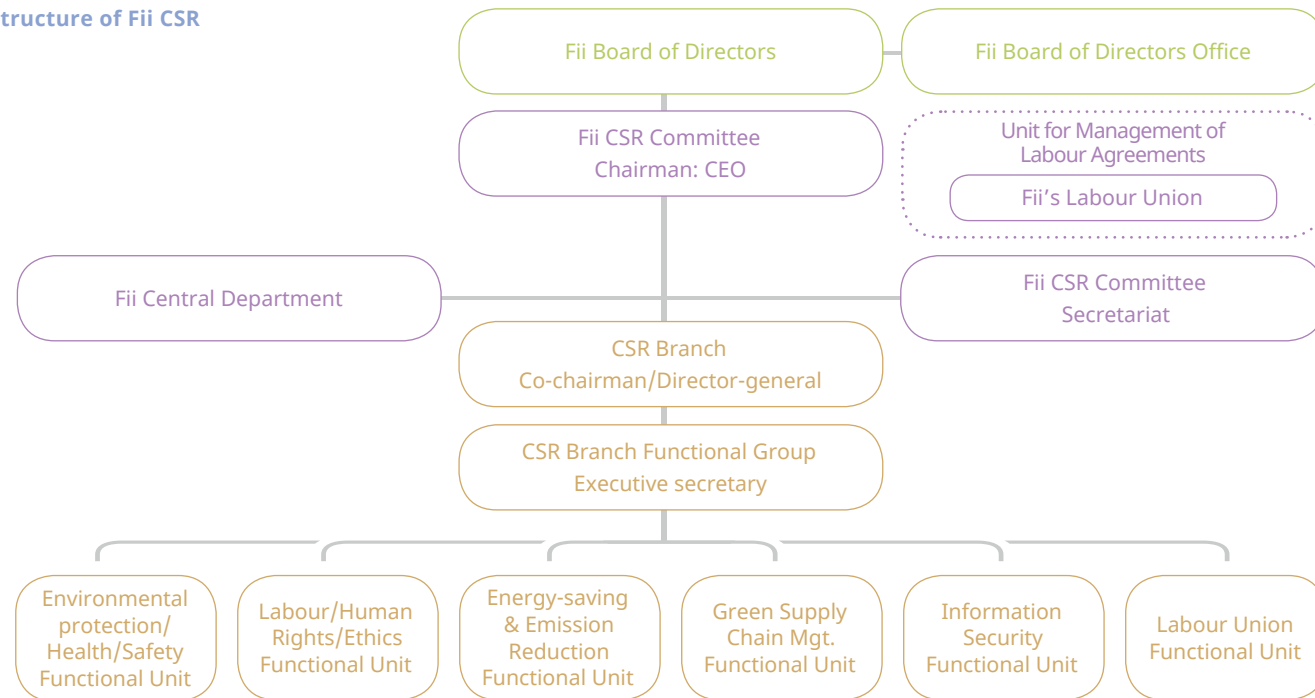 tructure of Fii CSR
Fii Board of Directors
Fii Board of Directors Office
Fii CSR Committee
Chairman: CEO
Unit for Management of
Labour Agreements
Fii's Labour Union
Fii Central Department
Fii CSR Committee
Secretariat
CSR Branch
Co-chairman/Director-general
CSR Branch Functional Group
Executive secretary
Environmental
protection/
Health/Safety
Functional Unit
Labour/Human
Rights/Ethics
Functional Unit
Energy-saving
& Emission
Reduction
Functional Unit
Green Supply
Chain Mgt.
Functional Unit
Information
Security
Functional Unit
Labour Union
Functional Unit